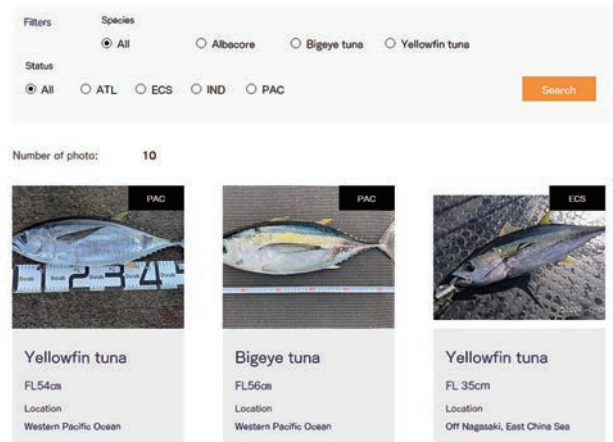 Filters
Species
All
Albacore
Bigeye tuna
Yellowfin tuna
Status
All
ATL
ECS
IND
PAC
Search
Number of photo: 10
PAC
PAC
ECS
Yellowfin tuna
FL54cm
Location
Western Pacific Ocean
Bigeye tuna
FL56cm
Location
Western Pacific Ocean
Yellowfin tuna
FL 35cm
Location
Off Nagasaki, East China Sea